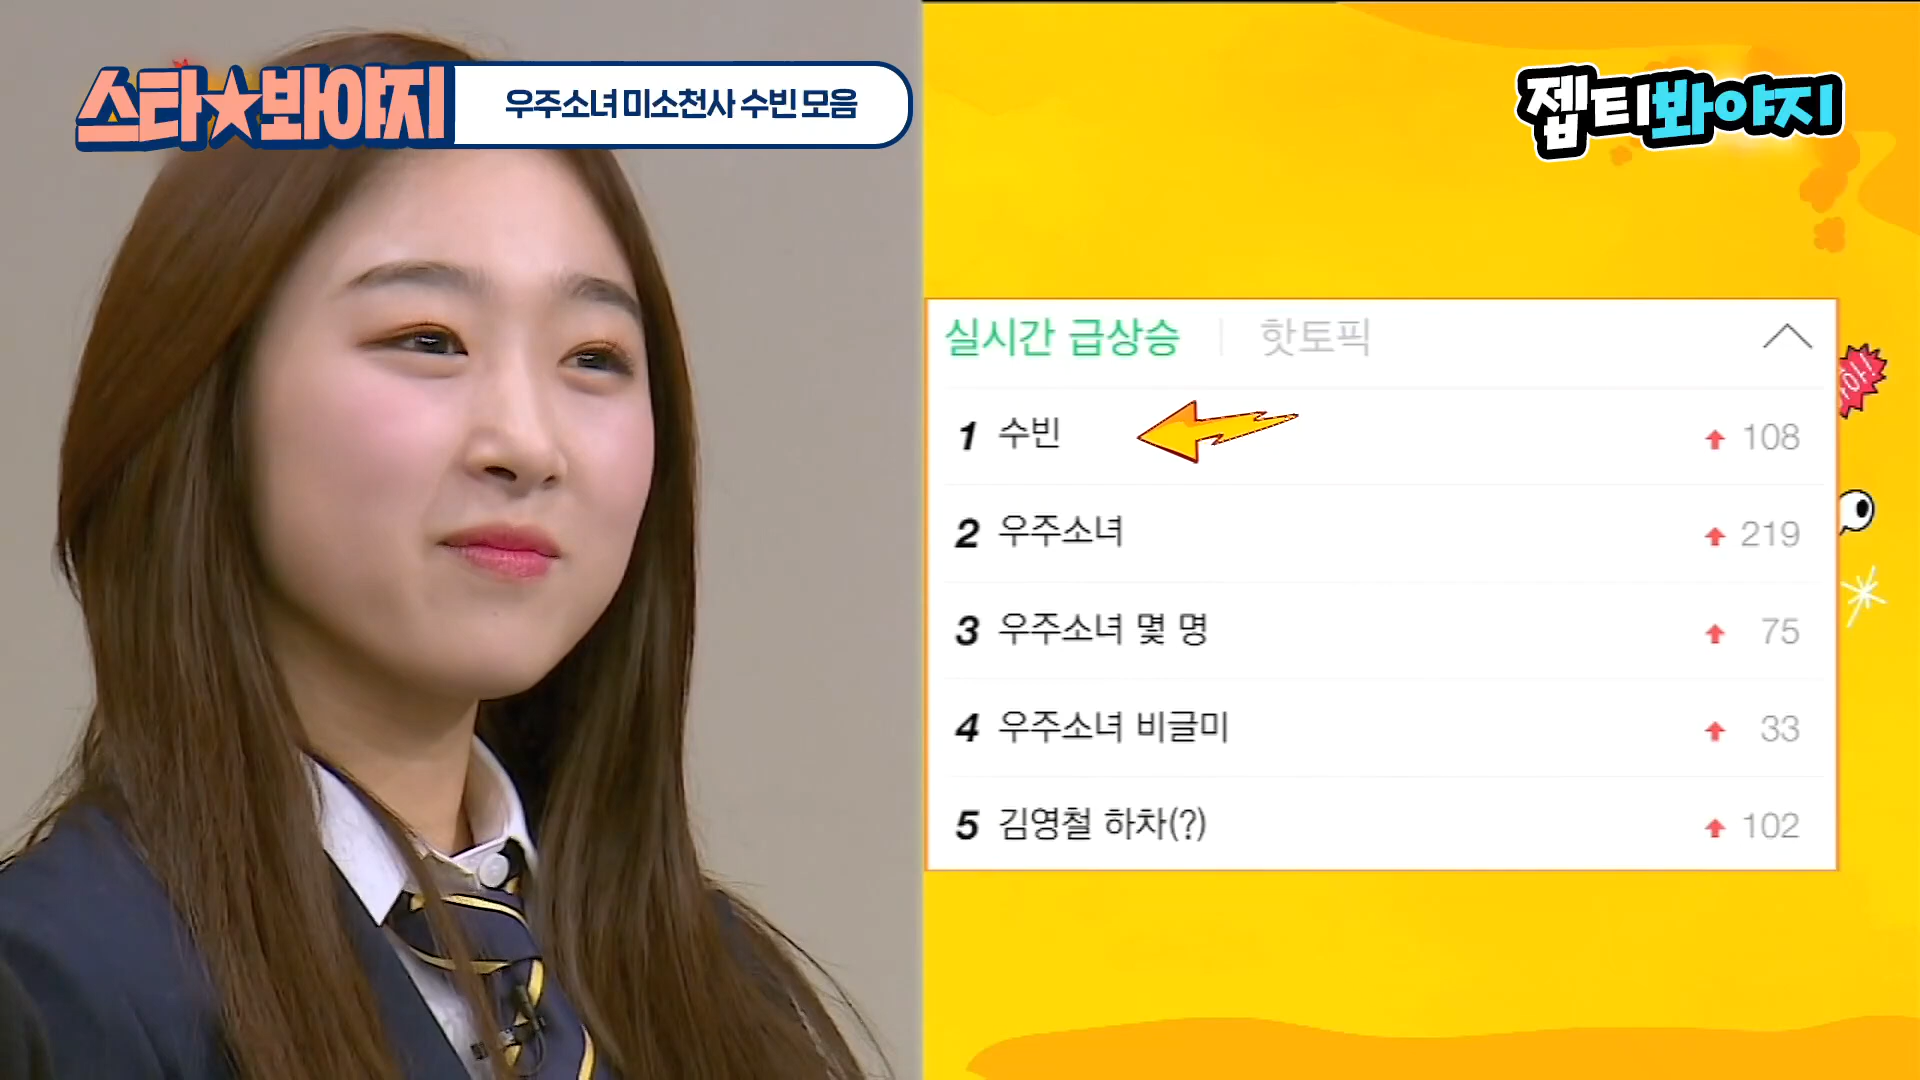 스타★봐야지
우주소녀 미소천사 수빈 모음
젭티봐야지
실시간 급상승 | 핫토픽
1 수빈 ↑ 108
2 우주소녀 ↑ 219
3 우주소녀 몇 명 ↑ 75
4 우주소녀 비글미 ↑ 33
5 김영철 하차(?) ↑ 102